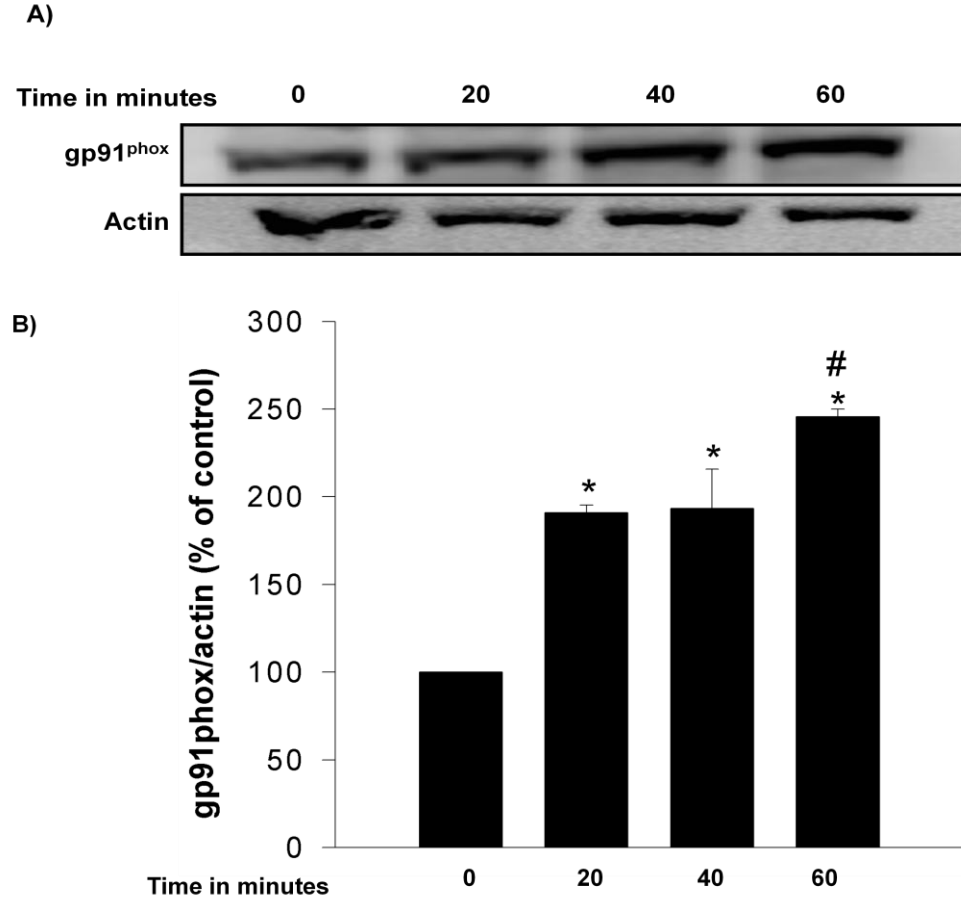 A)
Time in minutes 0 20 40 60
gp91phox
Actin
B)
gp91phox/actin (% of control)
300
250
200
150
100
50
0
*
*
#
*
Time in minutes 0 20 40 60